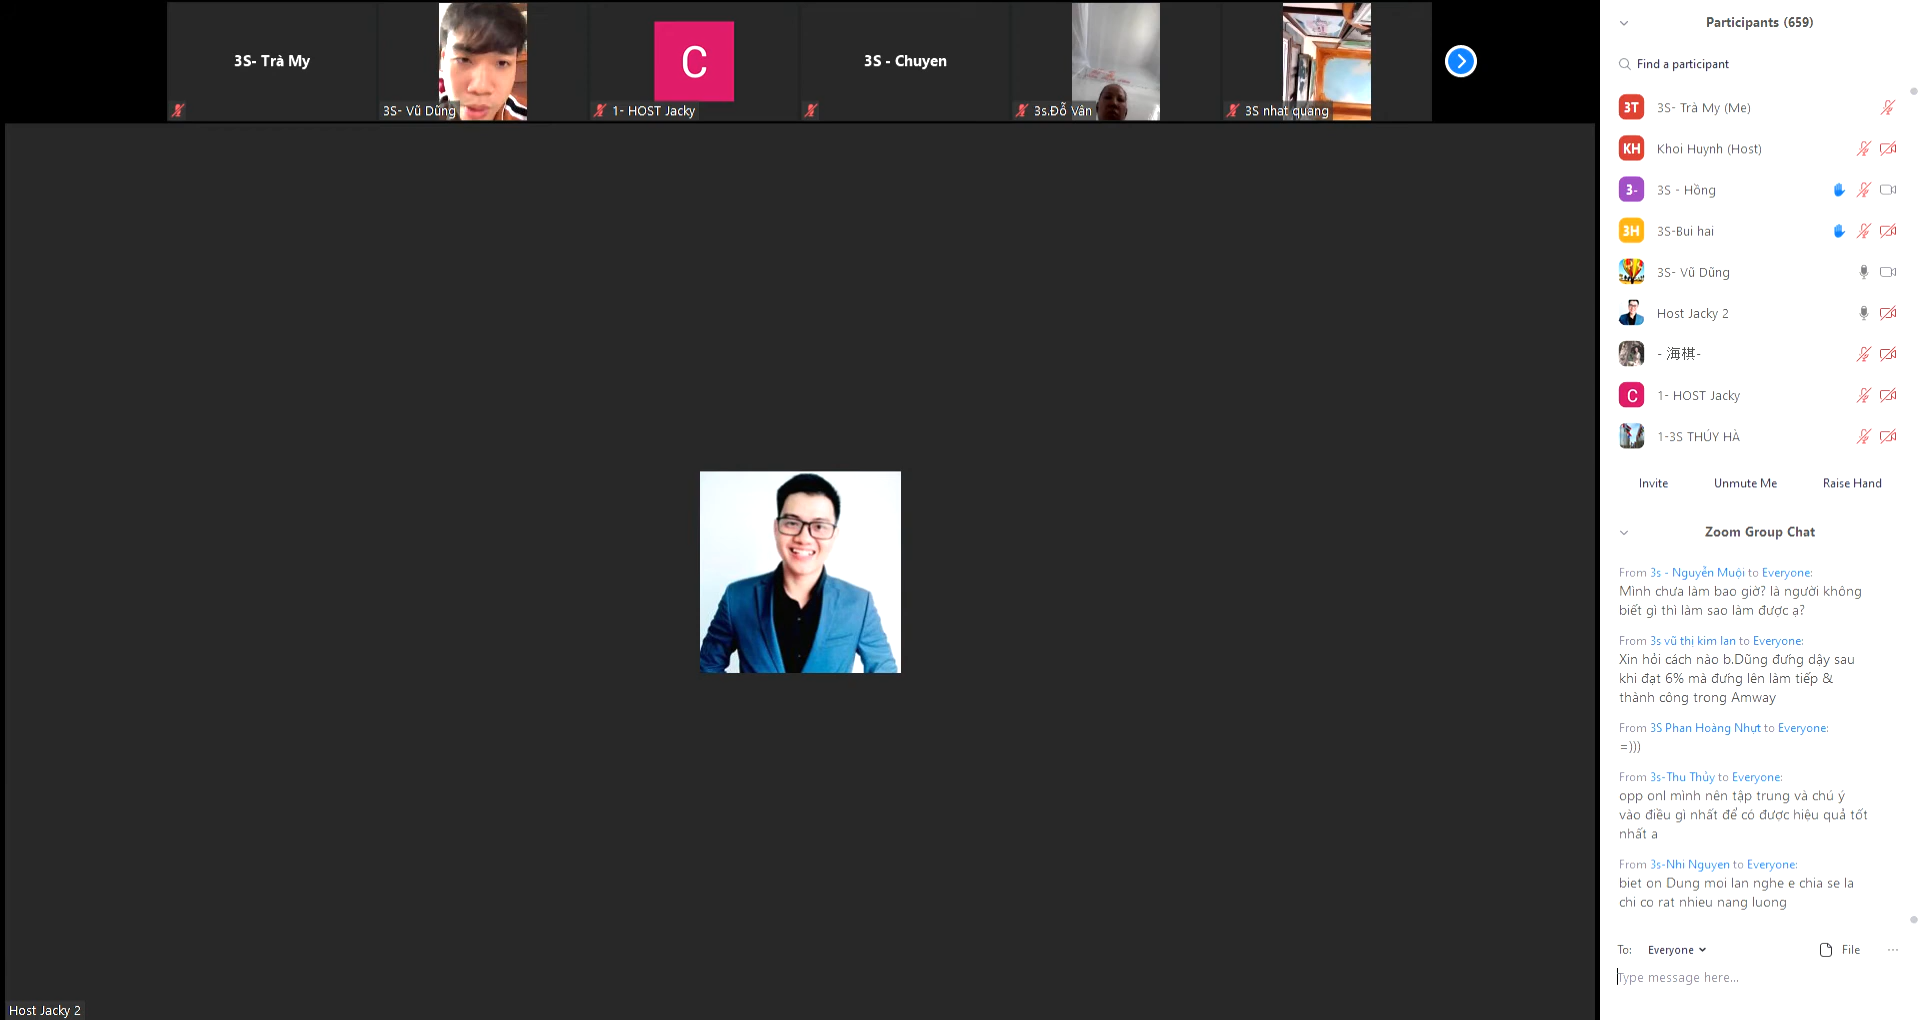 3S- Trà My
3S- Vũ Dũng
C
1- HOST Jacky
3S - Chuyen
3s.Đỗ Vân
3S nhat quang
Host Jacky 2
Participants (659)
Find a participant
3T 3S- Trà My (Me)
KH Khoi Huynh (Host)
3- 3S - Hồng
3H 3S-Bui hai
3S- Vũ Dũng
Host Jacky 2
- 海棋-
C 1- HOST Jacky
1-3S THÚY HÀ
Invite Unmute Me Raise Hand
Zoom Group Chat
From 3s - Nguyễn Muội to Everyone:
Mình chưa làm bao giờ? là người không
biết gì thì làm sao làm được ạ?
From 3s vũ thị kim lan to Everyone:
Xin hỏi cách nào b.Dũng đứng dậy sau
khi đạt 6% mà đứng lên làm tiếp &
thành công trong Amway
From 3S Phan Hoàng Nhựt to Everyone:
=)))
From 3s-Thu Thủy to Everyone:
opp onl mình nên tập trung và chú ý
vào điều gì nhất để có được hiệu quả tốt
nhất a
From 3s-Nhi Nguyen to Everyone:
biet on Dung moi lan nghe e chia se la
chi co rat nhieu nang luong
To: Everyone File ...
Type message here...